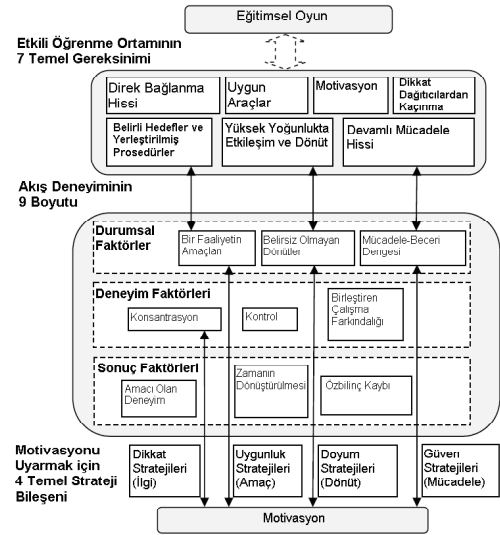 Eğitimsel Oyun
Etkili Öğrenme Ortamının
7 Temel Gereksinimi
Direk Bağlanma
Hissi
Uygun
Araçlar
Motivasyon
Dikkat
Dağıtıcılardan
Kaçınma
Belirli Hedefler ve
Yerleştirilmiş
Prosedürler
Yüksek Yoğunlukta
Etkileşim ve Dönüt
Devamlı Mücadele
Hissi
Akış Deneyiminin
9 Boyutu
Durumsal
Faktörler
Bir Faaliyetin
Amaçları
Belirsiz Olmayan
Dönütler
Mücadele-Beceri
Dengesi
Deneyim Faktörleri
Konsantrasyon
Kontrol
Birleştiren
Çalışma
Farkındalığı
Sonuç Faktörleri
Amacı Olan
Deneyim
Zamanın
Dönüştürülmesi
Özbilinç Kaybı
Motivasyonu
Uyarmak için
4 Temel Strateji
Bileşeni
Dikkat
Stratejileri
(İlgi)
Uygunluk
Stratejileri
(Amaç)
Doyum
Stratejileri
(Dönüt)
Güven
Stratejileri
(Mücadele)
Motivasyon